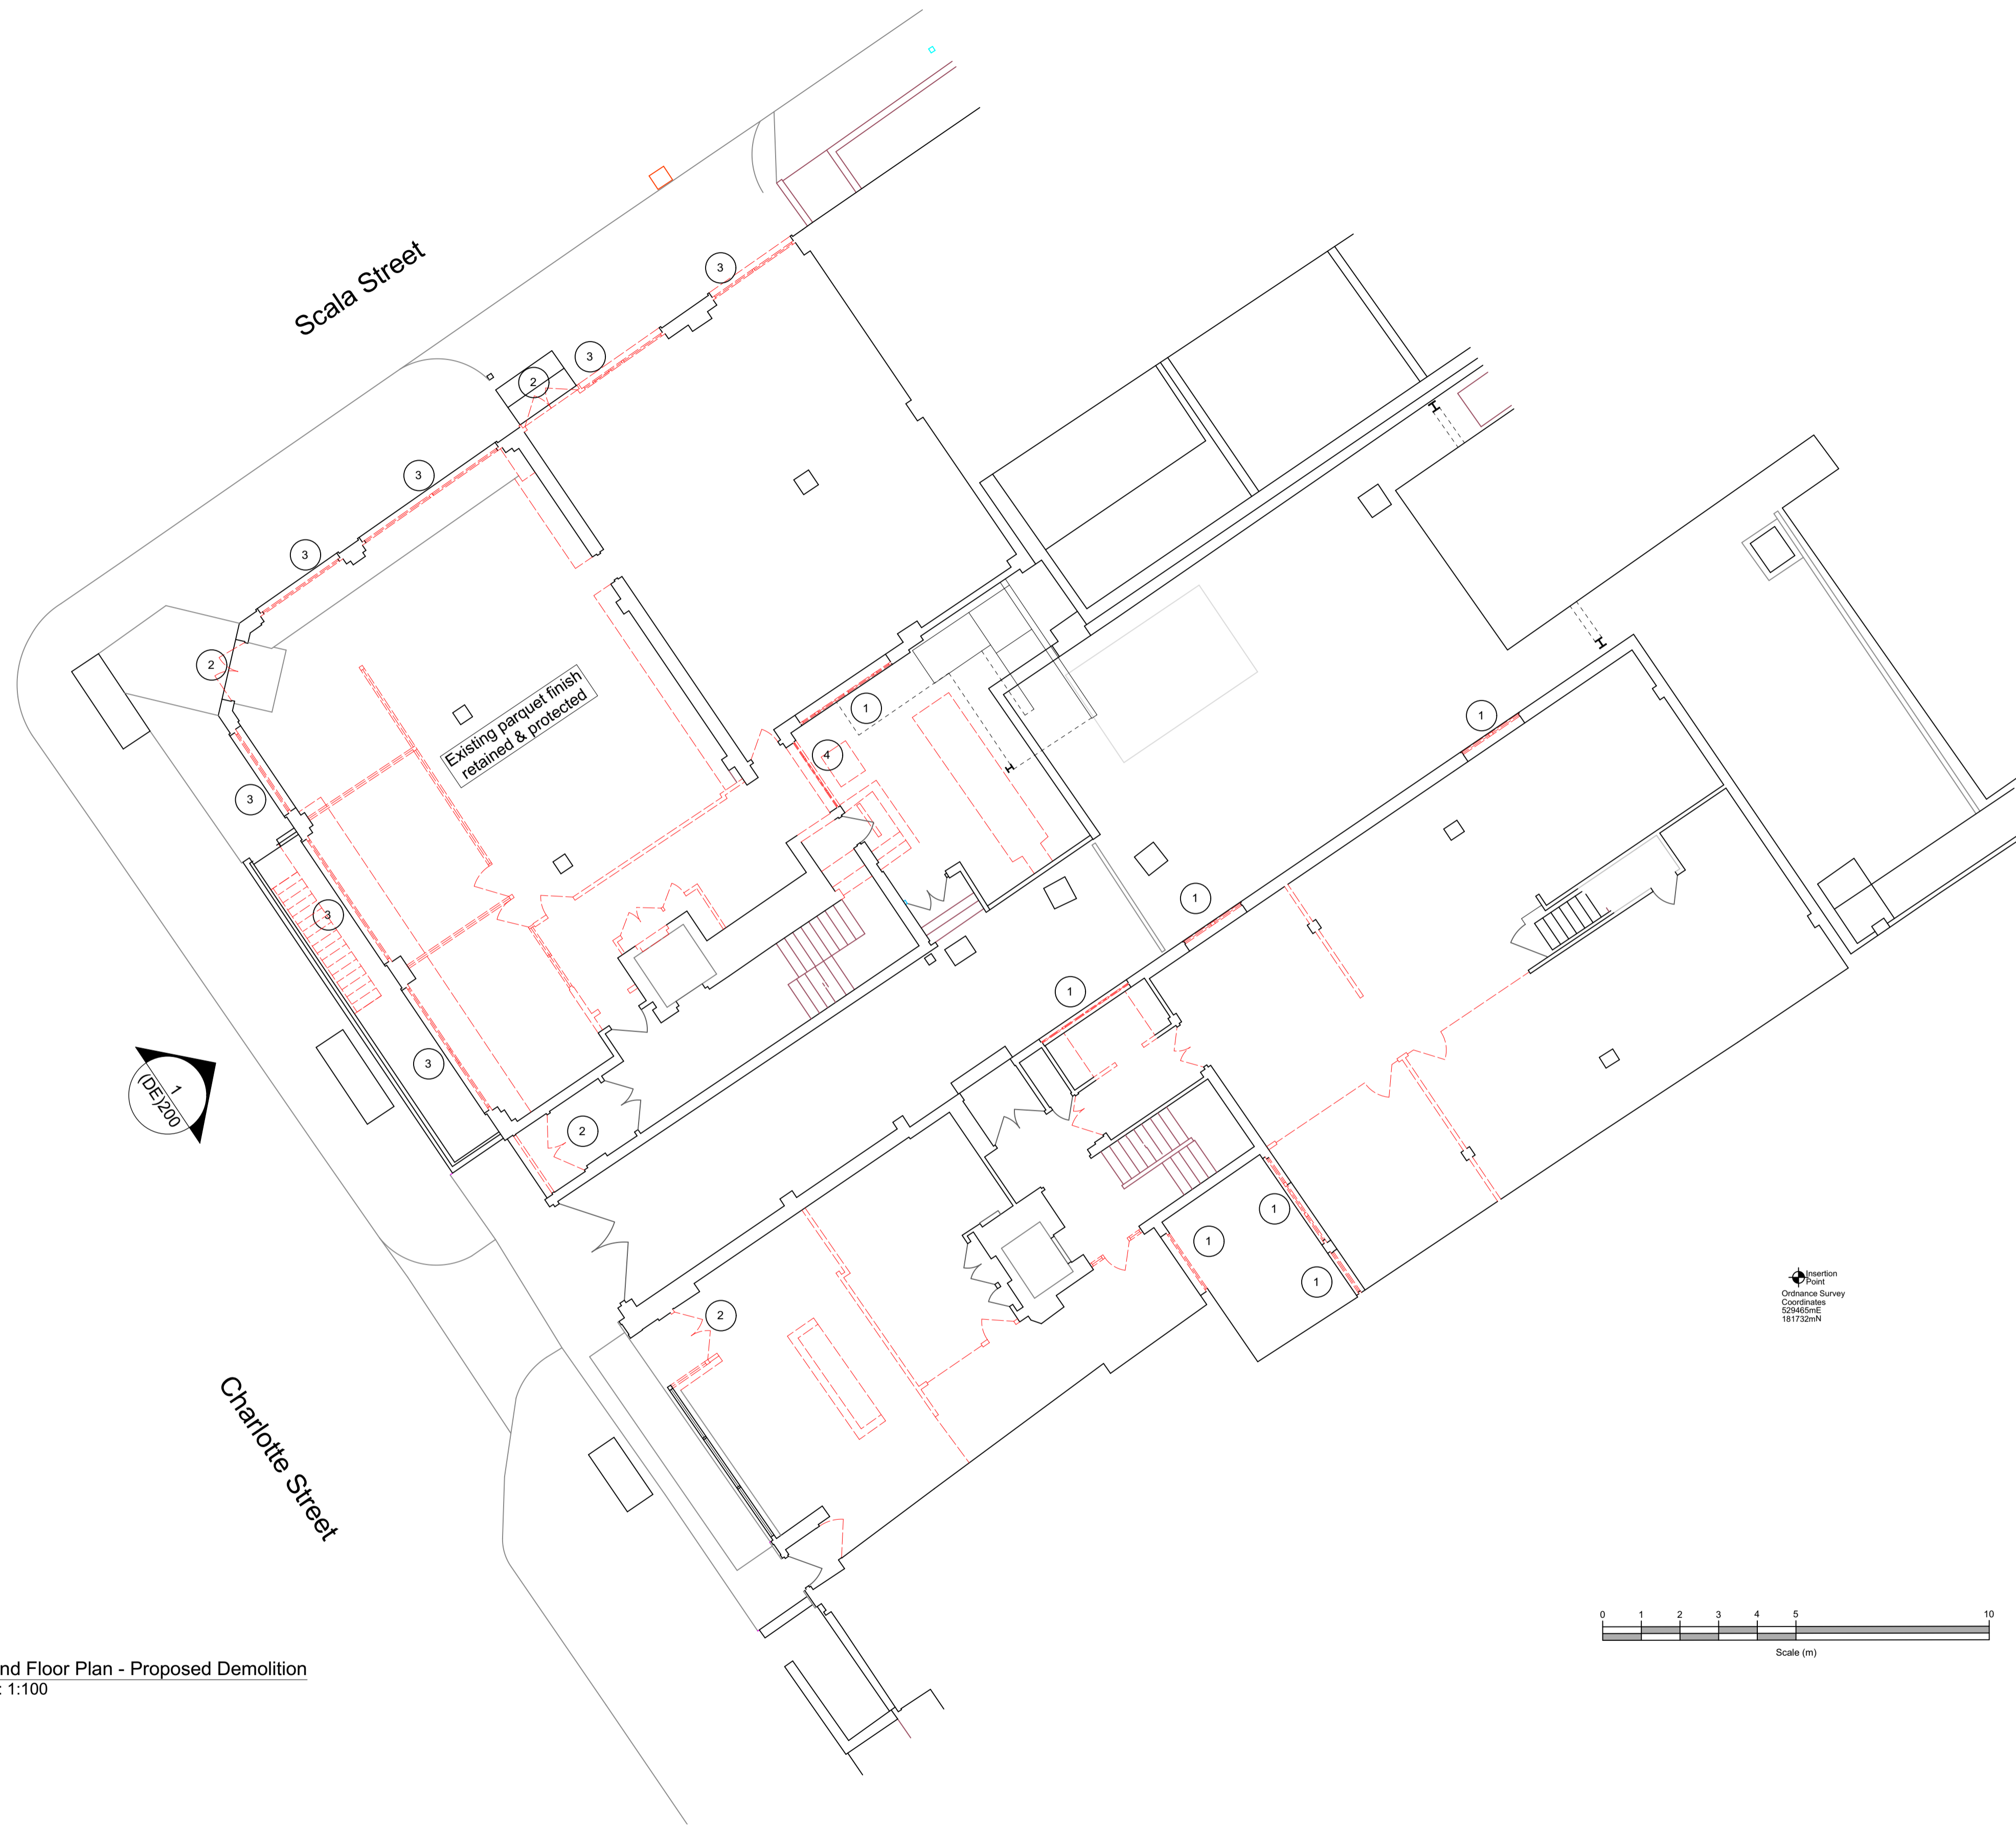 Scala Street
3
3
2
3
3
2
Existing parquet finish
retained & protected
1
1
4
3
1
3
1
3
2
1
(DE)200
1
1
1
2
Insertion
Point
Ordnance Survey
Coordinates
529465mE
181732mN
Charlotte Street
0 1 2 3 4 5 10
Scale (m)
nd Floor Plan - Proposed Demolition
: 1:100